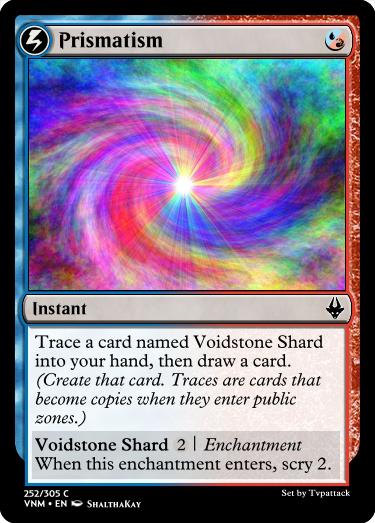 Prismatism
Instant
Trace a card named Voidstone Shard
into your hand, then draw a card.
(Create that card. Traces are cards that
become copies when they enter public
zones.)
Voidstone Shard 2 | Enchantment
When this enchantment enters, scry 2.
252/305 C
Set by Tvpattack
VNM • EN ShalthaKay